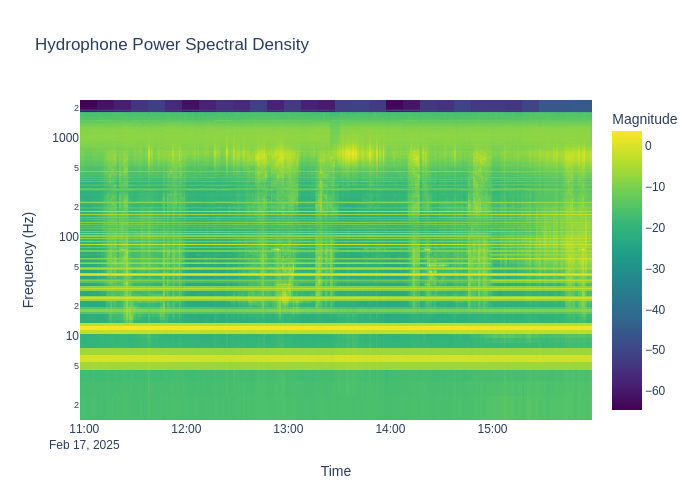 Hydrophone Power Spectral Density
Magnitude
2
1000
5
2
100
5
2
10
5
2
Frequency (Hz)
0
−10
−20
−30
−40
−50
−60
11:00 12:00 13:00 14:00 15:00
Feb 17, 2025
Time